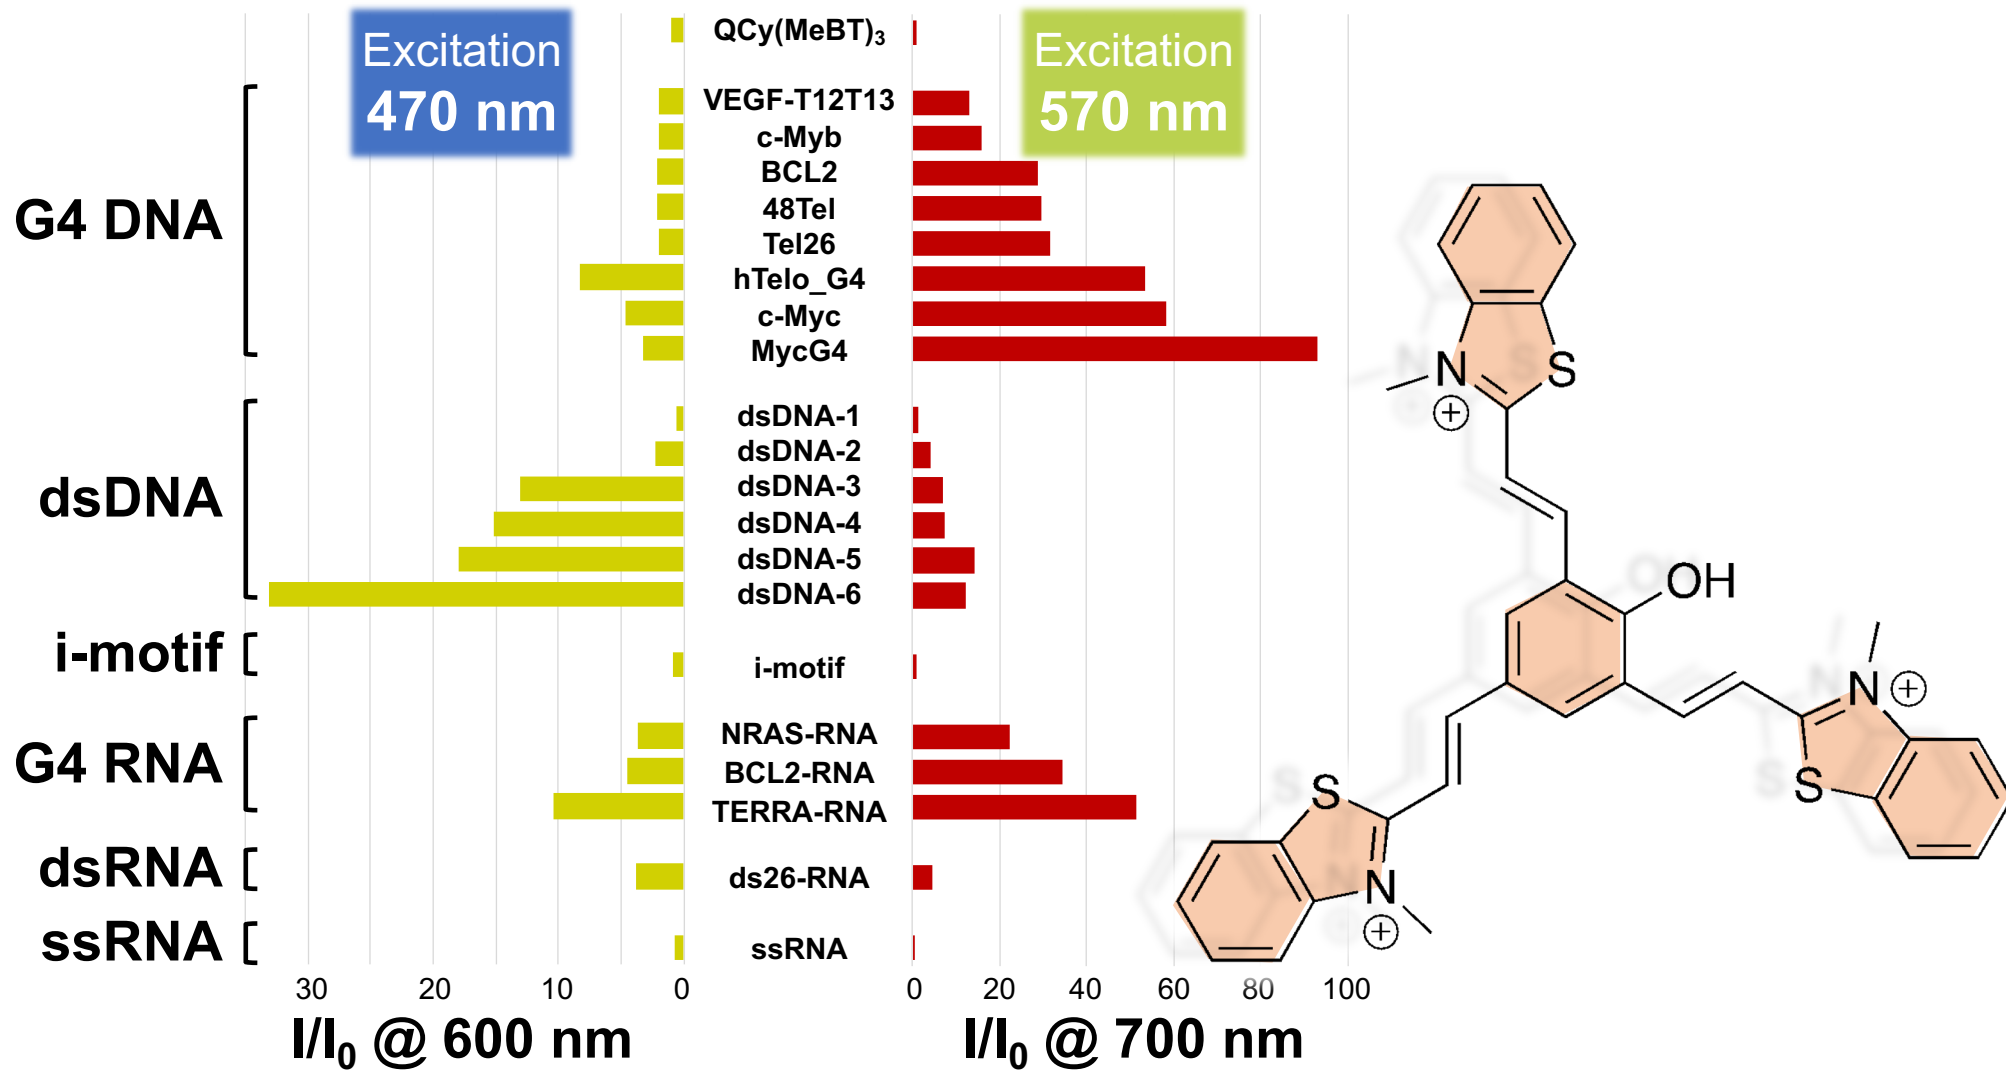 Excitation
470 nm
QCy(MeBT)₃
Excitation
570 nm
G4 DNA
VEGF-T12T13
c-Myb
BCL2
48Tel
Tel26
hTelo_G4
c-Myc
MycG4
dsDNA
dsDNA-1
dsDNA-2
dsDNA-3
dsDNA-4
dsDNA-5
dsDNA-6
i-motif
i-motif
G4 RNA
NRAS-RNA
BCL2-RNA
TERRA-RNA
dsRNA
ds26-RNA
ssRNA
ssRNA
30 20 10 0
0 20 40 60 80 100
I/I₀ @ 600 nm
I/I₀ @ 700 nm
N
S
+
OH
N
+
S
S
N
+